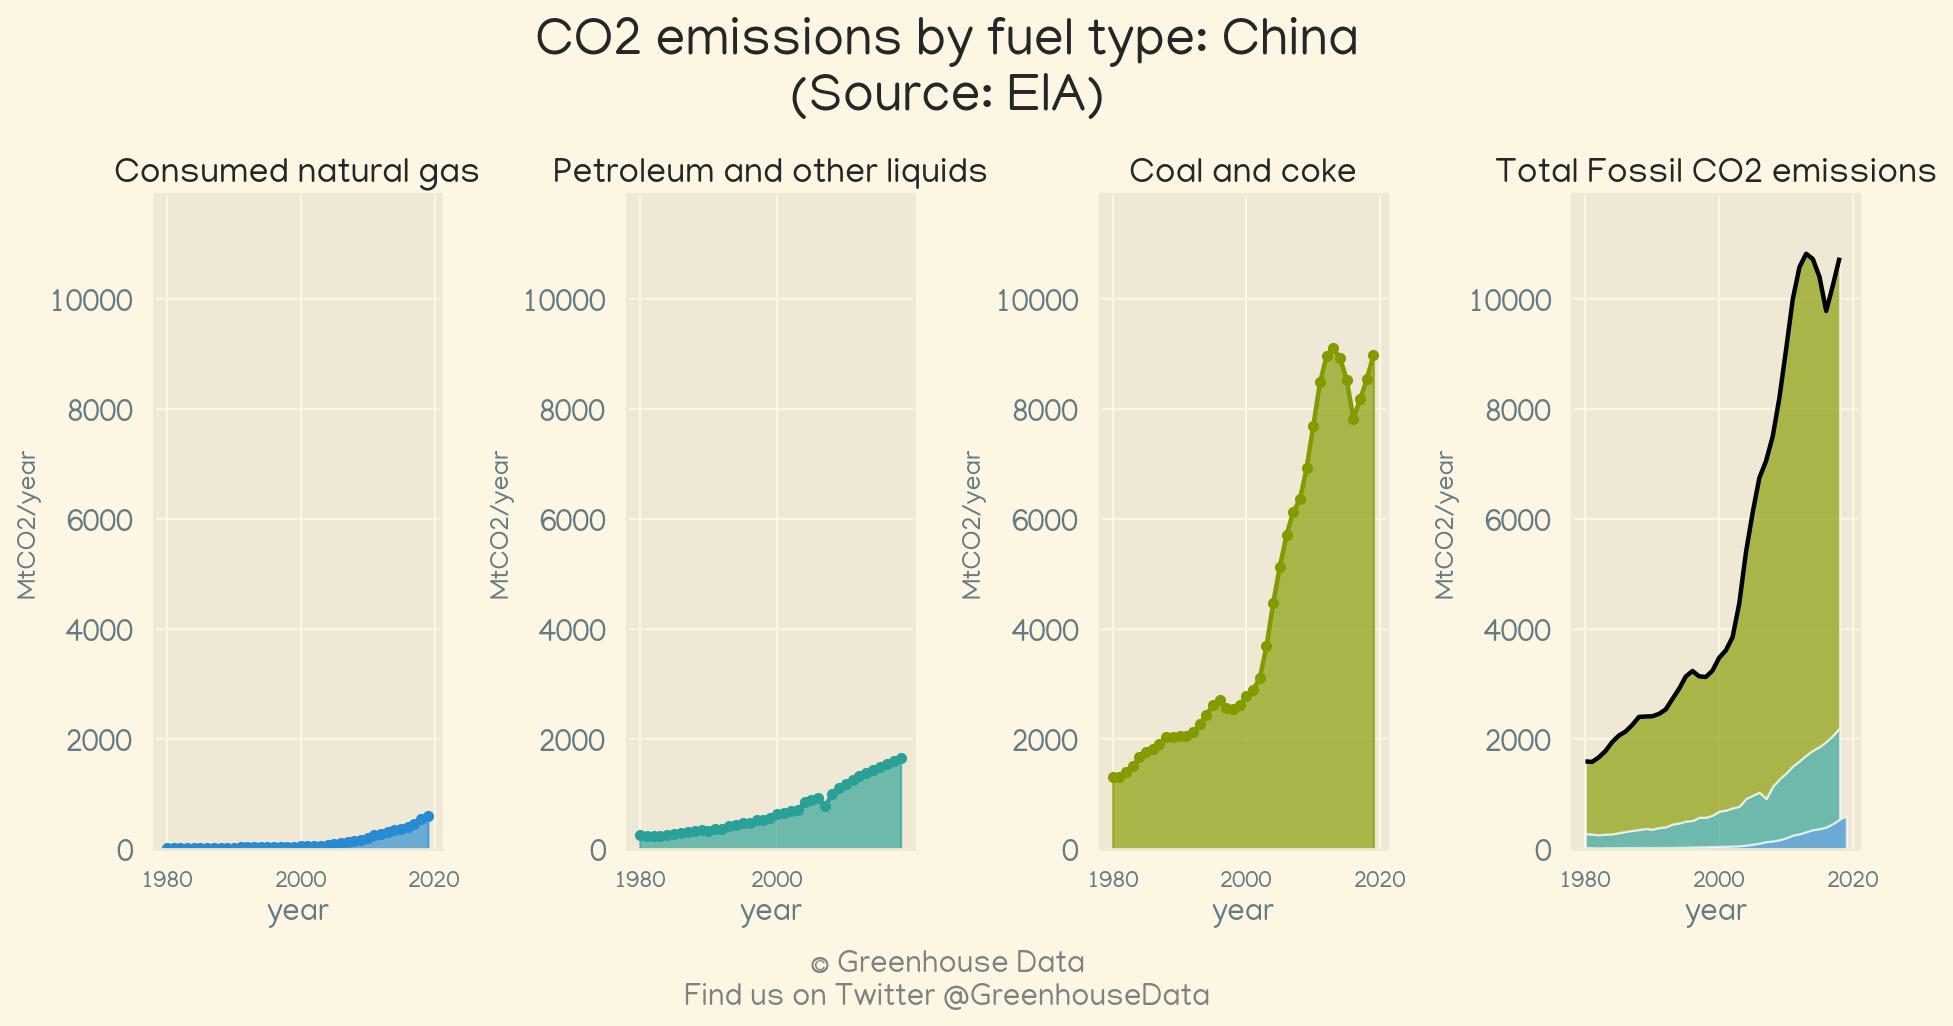 CO2 emissions by fuel type: China
(Source: EIA)
Consumed natural gas
Petroleum and other liquids
Coal and coke
Total Fossil CO2 emissions
MtCO2/year
10000
8000
6000
4000
2000
0
1980
2000
2020
year
MtCO2/year
10000
8000
6000
4000
2000
0
1980
2000
year
MtCO2/year
10000
8000
6000
4000
2000
0
1980
2000
2020
year
MtCO2/year
10000
8000
6000
4000
2000
0
1980
2000
2020
year
© Greenhouse Data
Find us on Twitter @GreenhouseData